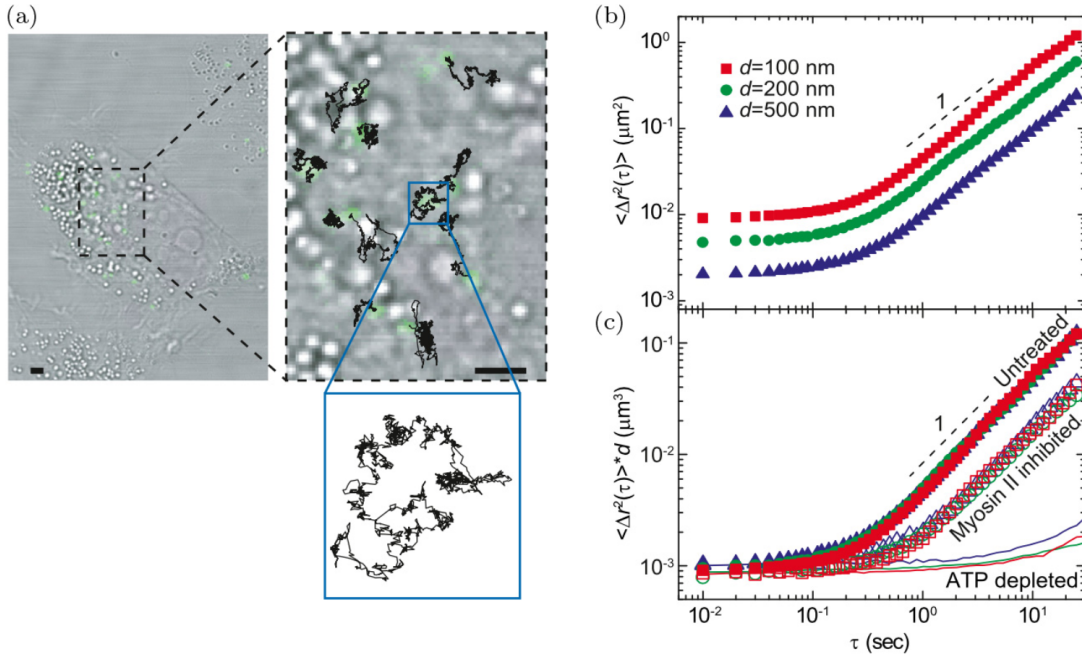 (a)
(b)
10⁰
10⁻¹
10⁻²
10⁻³
<Δr²(τ)> (μm²)
d=100 nm
d=200 nm
d=500 nm
1
(c)
10⁻¹
10⁻²
10⁻³
<Δr²(τ)>*d (μm³)
1
Untreated
Myosin II inhibited
ATP depleted
10⁻² 10⁻¹ 10⁰ 10¹
τ (sec)